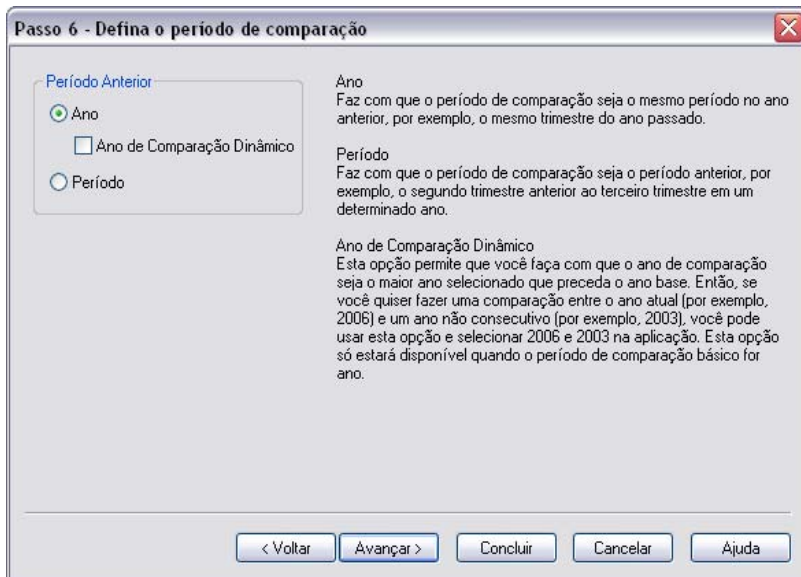 Passo 6 - Defina o período de comparação
Período Anterior
Ano
Ano de Comparação Dinâmico
Período
Ano
Faz com que o período de comparação seja o mesmo período no ano
anterior, por exemplo, o mesmo trimestre do ano passado.
Período
Faz com que o período de comparação seja o período anterior, por
exemplo, o segundo trimestre anterior ao terceiro trimestre em um
determinado ano.
Ano de Comparação Dinâmico
Esta opção permite que você faça com que o ano de comparação
seja o maior ano selecionado que preceda o ano base. Então, se
você quiser fazer uma comparação entre o ano atual (por exemplo,
2006) e um ano não consecutivo (por exemplo, 2003), você pode
usar esta opção e selecionar 2006 e 2003 na aplicação. Esta opção
só estará disponível quando o período de comparação básico for
ano.
< Voltar
Avançar >
Concluir
Cancelar
Ajuda